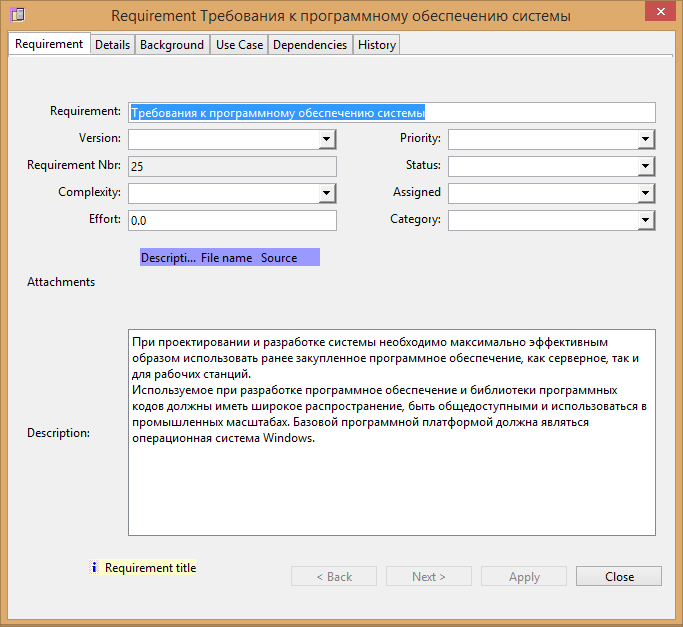 Requirement Требования к программному обеспечению системы
Requirement Details Background Use Case Dependencies History
Requirement: Требования к программному обеспечению системы
Version: Priority:
Requirement Nbr: 25 Status:
Complexity: Assigned
Effort: 0.0 Category:
Descripti... File name Source
Attachments
При проектировании и разработке системы необходимо максимально эффективным
образом использовать ранее закупленное программное обеспечение, как серверное, так и
для рабочих станций.
Используемое при разработке программное обеспечение и библиотеки программных
кодов должны иметь широкое распространение, быть общедоступными и использоваться в
промышленных масштабах. Базовой программной платформой должна являться
операционная система Windows.
Description:
i Requirement title
< Back Next > Apply Close